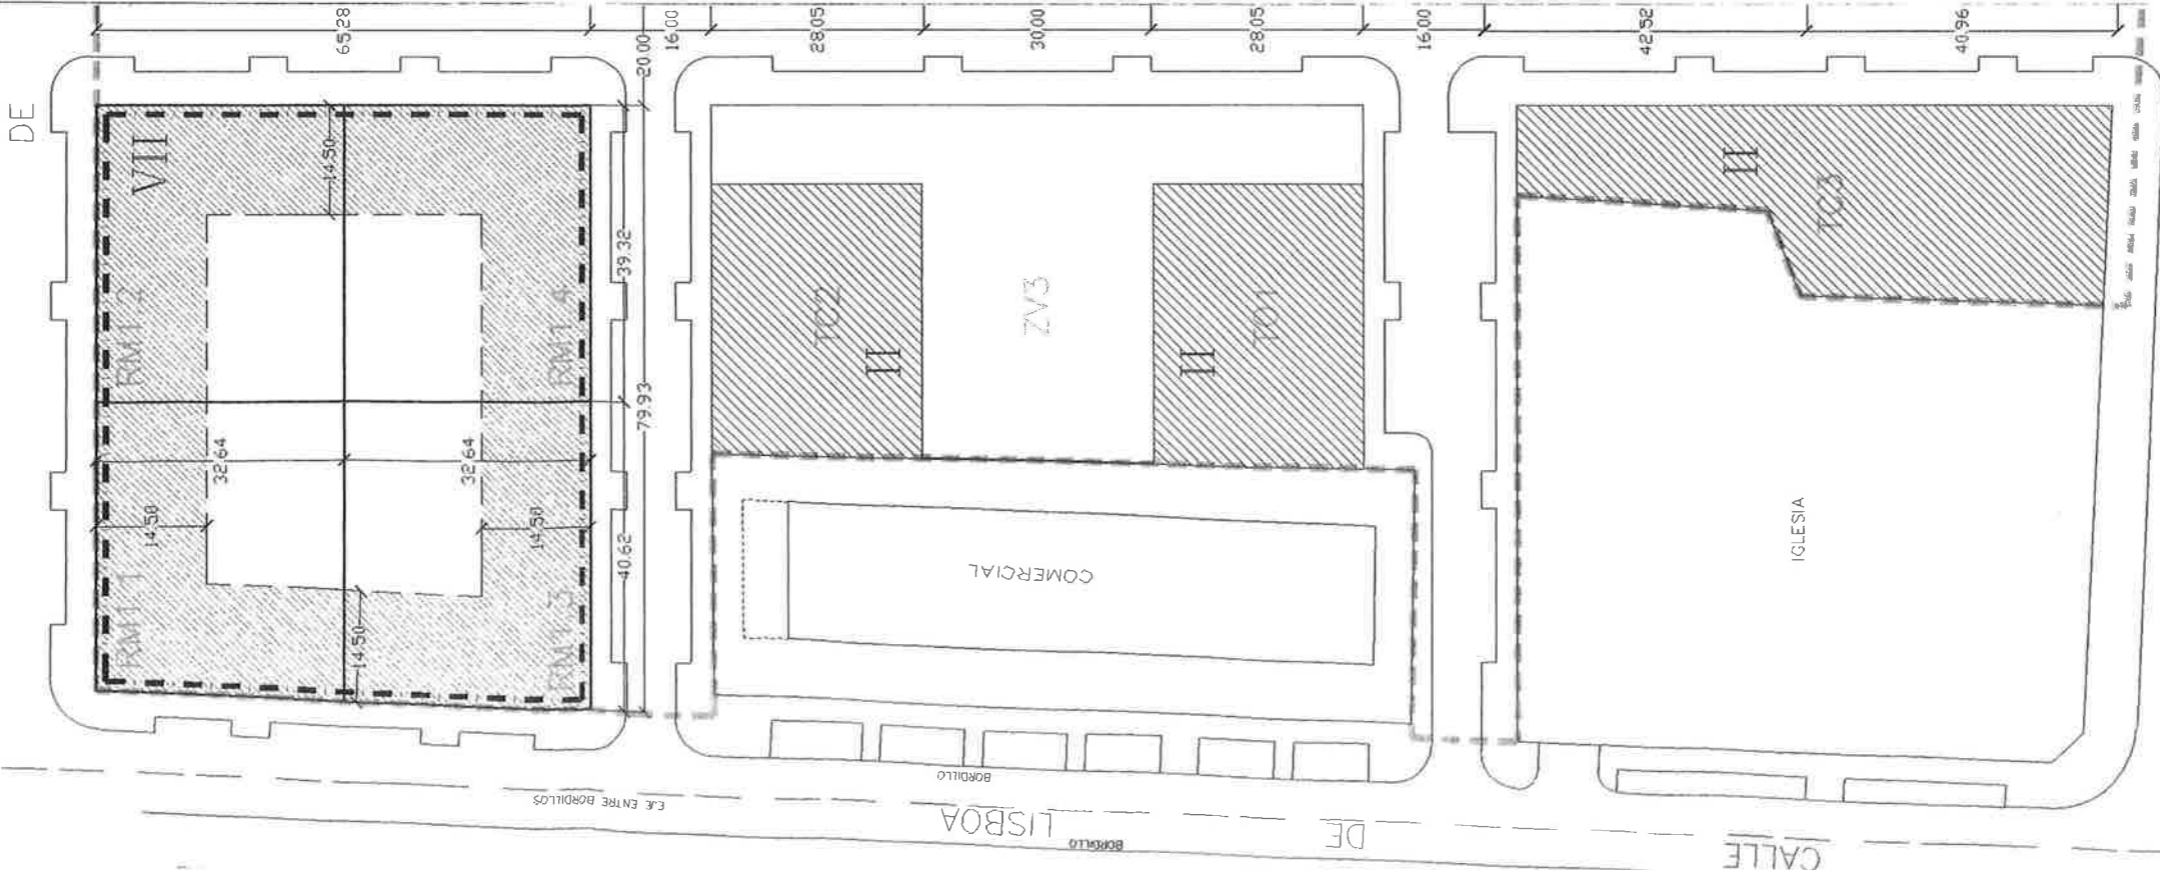 65.28
16.00
28.05
30.00
28.05
16.00
42.52
40.96
20.00
DE
VII
14.50
39.32
RM1.2
RM1.4
79.93
32.64
32.64
14.50
14.50
40.62
RM1.1
14.50
RM1.3
TC2
II
ZV3
II
TO1
II
TC3
COMERCIAL
IGLESIA
BORDILLO
EJE ENTRE BORDILLOS
CALLE DE LISBOA
BORDILLO